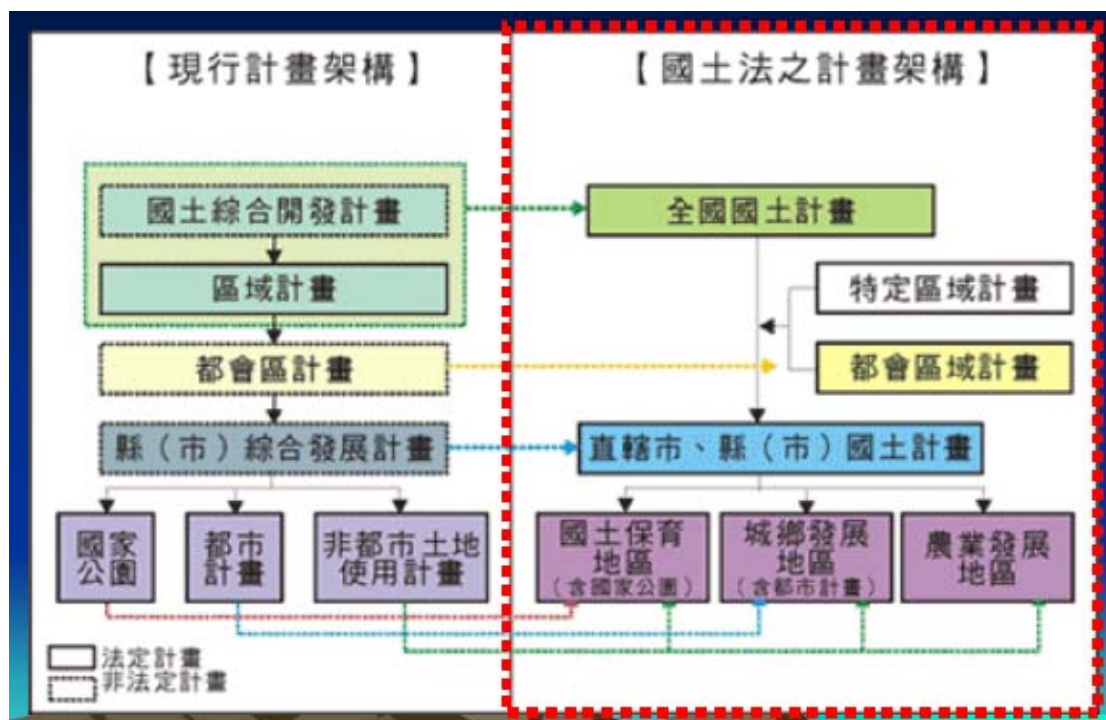 【現行計畫架構】
國土綜合開發計畫
區域計畫
都會區計畫
縣（市）綜合發展計畫
國家
公園
都市
計畫
非都市土地
使用計畫
法定計畫
非法定計畫
【國土法之計畫架構】
全國國土計畫
特定區域計畫
都會區域計畫
直轄市、縣（市）國土計畫
國土保育
地區
（含國家公園）
城鄉發展
地區
（含都市計畫）
農業發展
地區